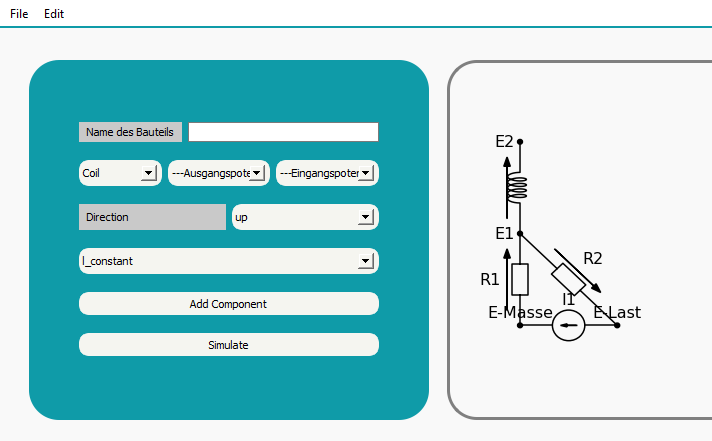 File Edit
Name des Bauteils
Coil ---Ausgangspote ---Eingangspoter
Direction up
l_constant
Add Component
Simulate
E2
E1
R2
R1
I1
E-Masse E-Last